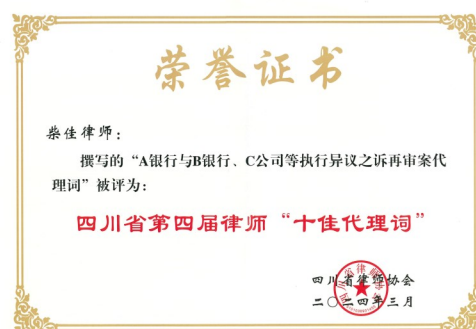 荣誉证书
柴佳律师：
撰写的“A银行与B银行、C公司等执行异议之诉再审案代
理词”被评为：
四川省第四届律师“十佳代理词”
四川省律师协会
二〇二四年三月